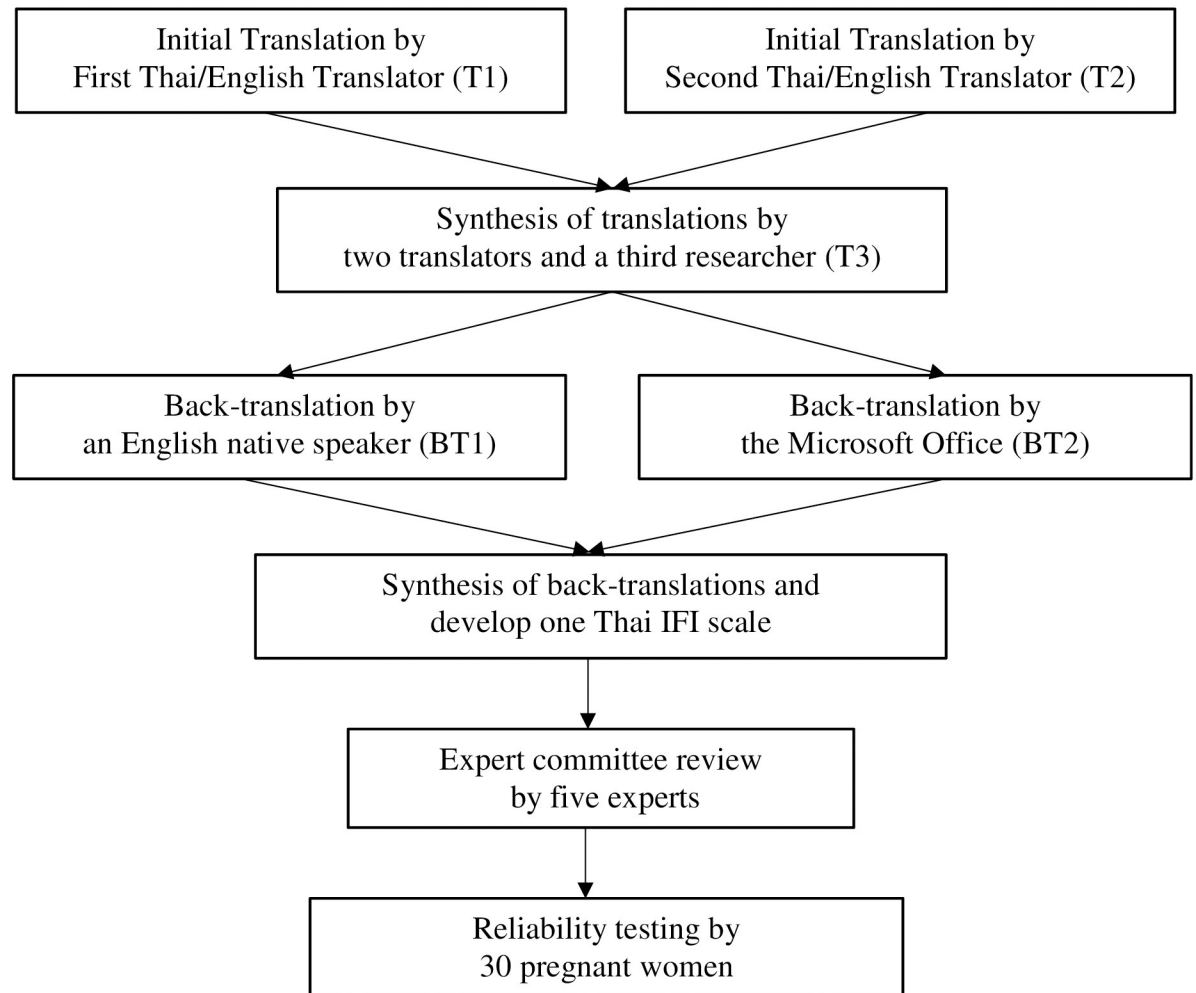 Initial Translation by
First Thai/English Translator (T1)
Initial Translation by
Second Thai/English Translator (T2)
Synthesis of translations by
two translators and a third researcher (T3)
Back-translation by
an English native speaker (BT1)
Back-translation by
the Microsoft Office (BT2)
Synthesis of back-translations and
develop one Thai IFI scale
Expert committee review
by five experts
Reliability testing by
30 pregnant women